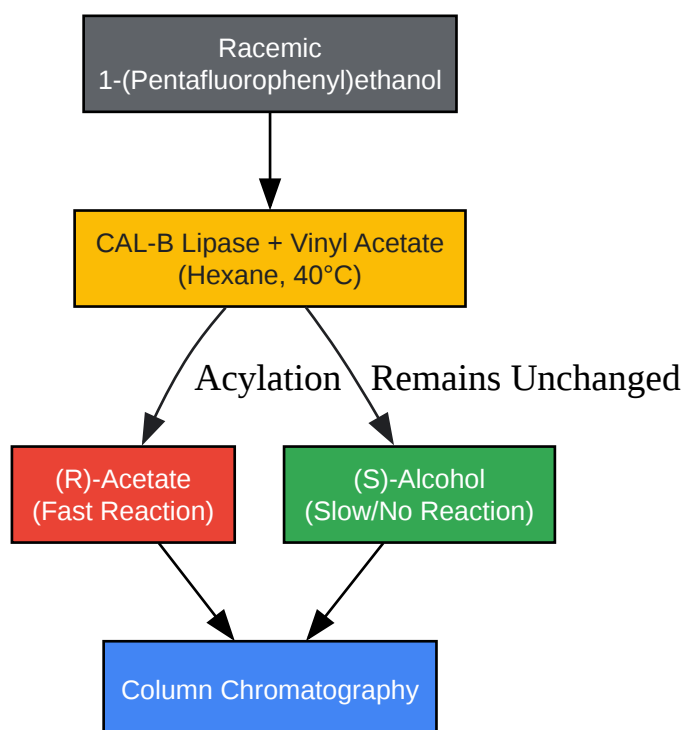 Racemic
1-(Pentafluorophenyl)ethanol
CAL-B Lipase + Vinyl Acetate
(Hexane, 40°C)
Acylation
Remains Unchanged
(R)-Acetate
(Fast Reaction)
(S)-Alcohol
(Slow/No Reaction)
Column Chromatography